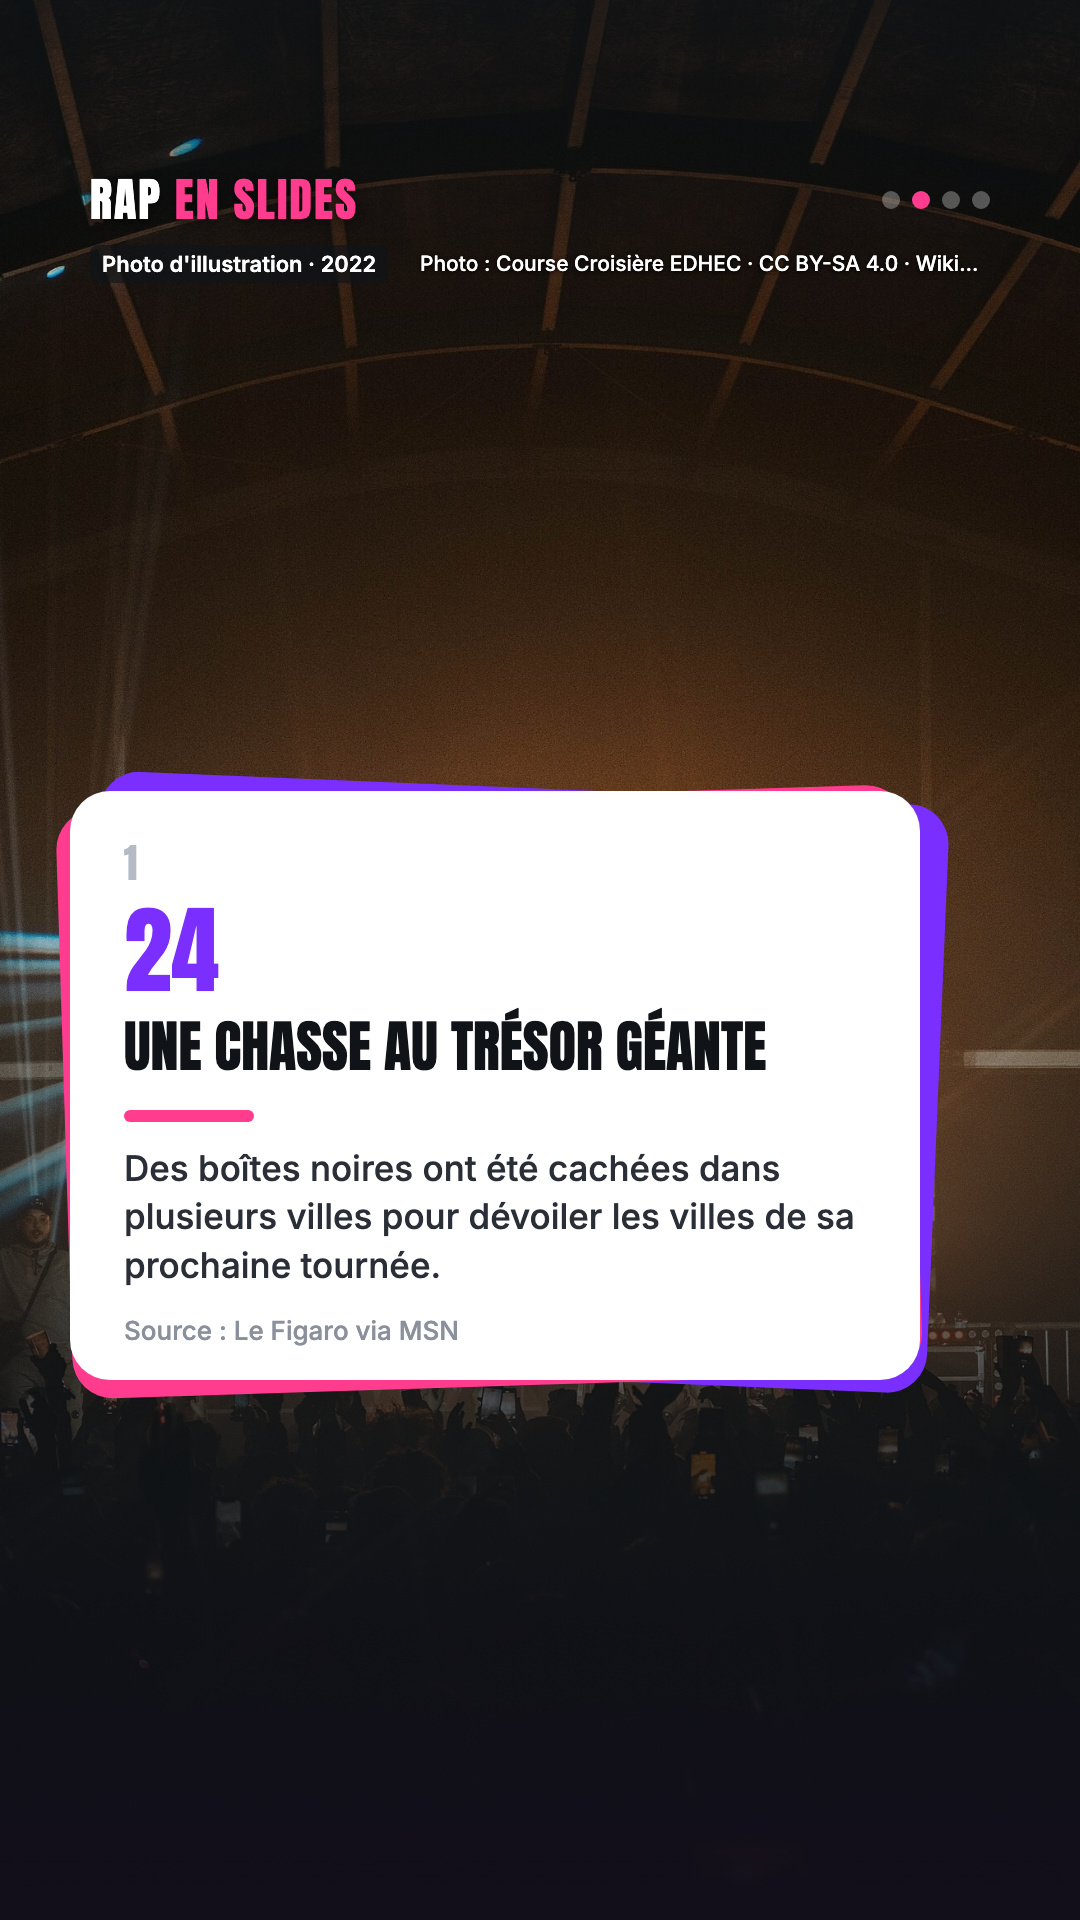 RAP EN SLIDES
Photo d'illustration · 2022
Photo : Course Croisière EDHEC · CC BY-SA 4.0 · Wiki...
1
24
UNE CHASSE AU TRÉSOR GÉANTE
Des boîtes noires ont été cachées dans
plusieurs villes pour dévoiler les villes de sa
prochaine tournée.
Source : Le Figaro via MSN